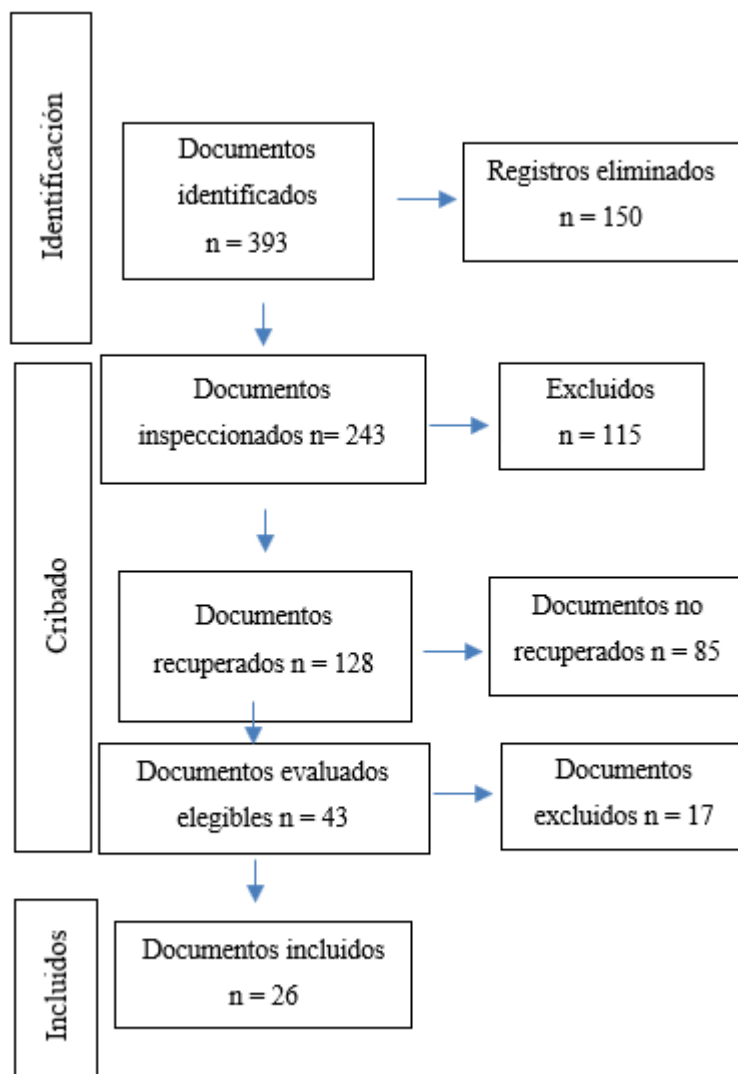 Identificación
Documentos
identificados
n = 393
Registros eliminados
n = 150
Cribado
Documentos
inspeccionados n= 243
Excluidos
n = 115
Documentos
recuperados n = 128
Documentos no
recuperados n = 85
Documentos evaluados
elegibles n = 43
Documentos
excluidos n = 17
Incluidos
Documentos incluidos
n = 26